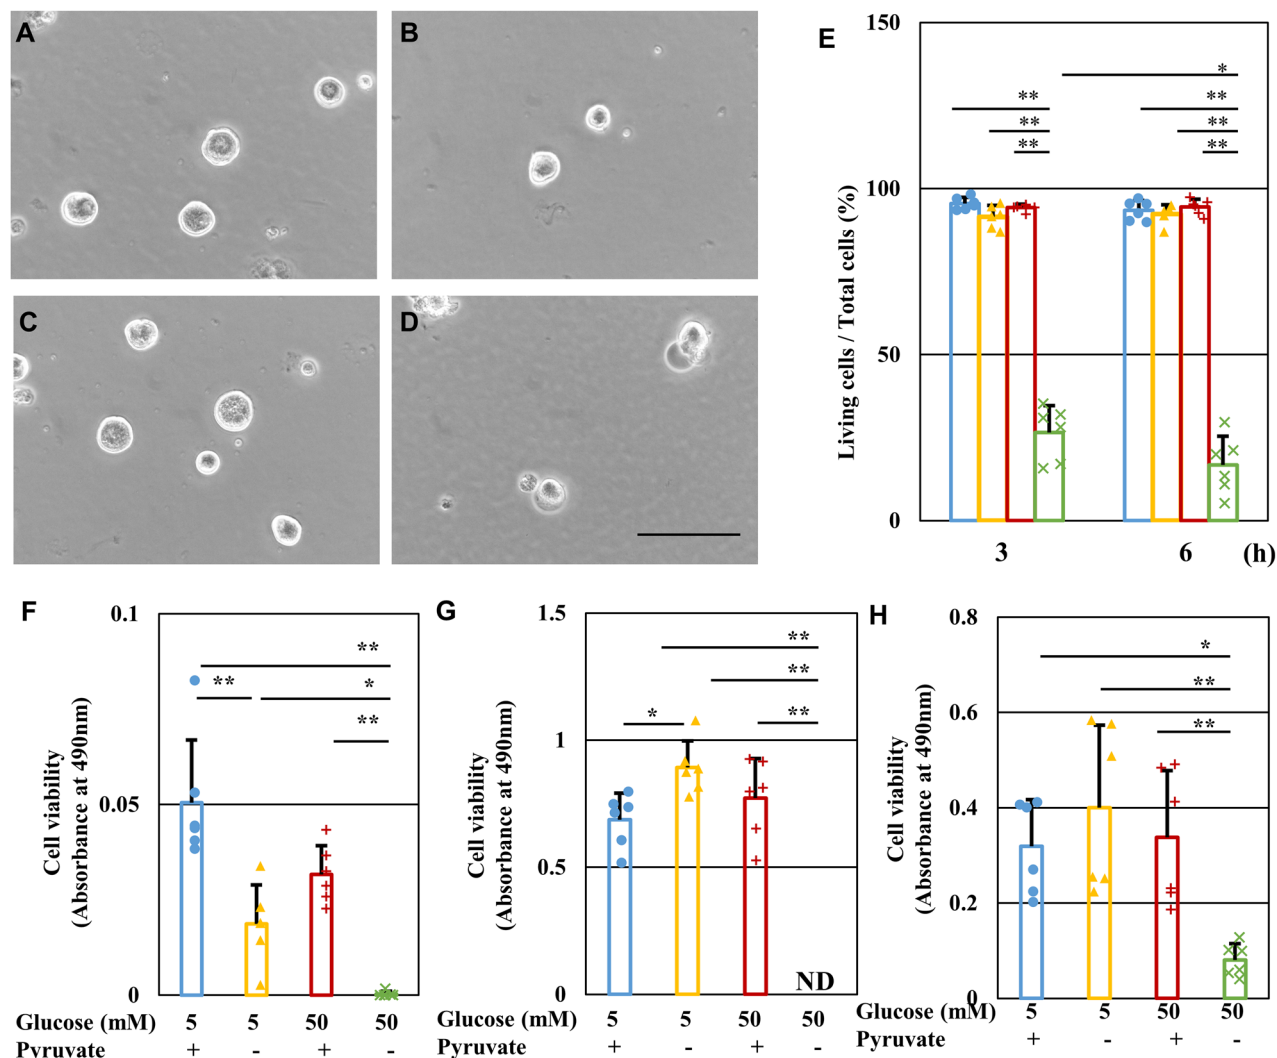 A
B
C
D
E
Living cells / Total cells (%)
150
100
50
0
*
** **
** **
** **
3 6 (h)
F
Cell viability
(Absorbance at 490nm)
0.1
0.05
0
**
** *
**
Glucose (mM) 5 5 50 50
Pyruvate + - + -
G
Cell viability
(Absorbance at 490nm)
1.5
1
0.5
0
**
**
* **
ND
Glucose (mM) 5 5 50 50
Pyruvate + - + -
H
Cell viability
(Absorbance at 490nm)
0.8
0.6
0.4
0.2
0
*
**
**
Glucose (mM) 5 5 50 50
Pyruvate + - + -